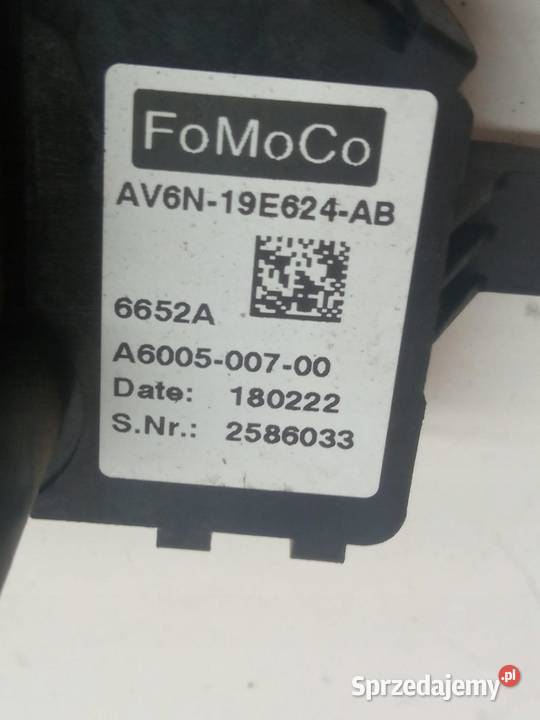 FoMoCo
AV6N-19E624-AB
6652A
A6005-007-00
Date: 180222
S.Nr.: 2586033
Sprzedajemy.pl